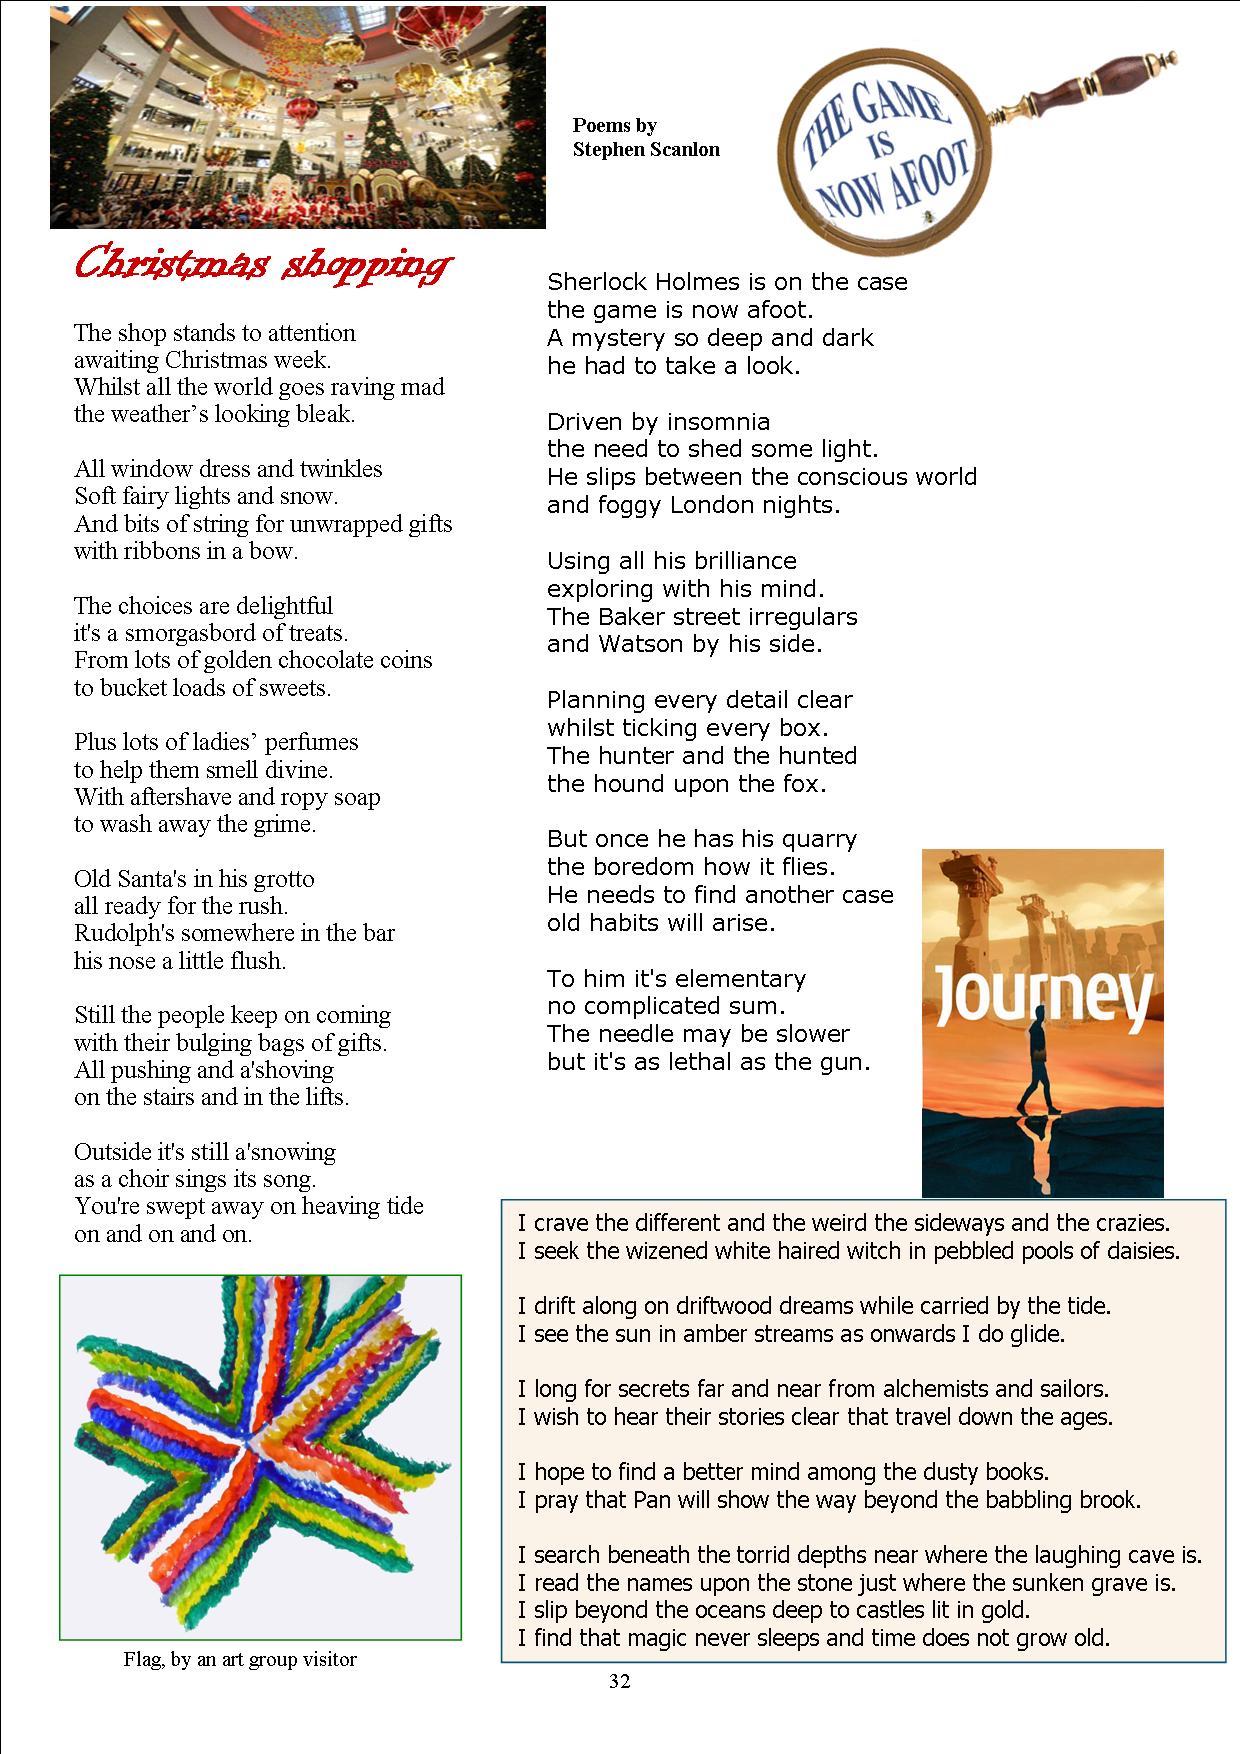 Poems by
Stephen Scanlon
Christmas shopping
The shop stands to attention
awaiting Christmas week.
Whilst all the world goes raving mad
the weather’s looking bleak.
All window dress and twinkles
Soft fairy lights and snow.
And bits of string for unwrapped gifts
with ribbons in a bow.
The choices are delightful
it's a smorgasbord of treats.
From lots of golden chocolate coins
to bucket loads of sweets.
Plus lots of ladies’ perfumes
to help them smell divine.
With aftershave and ropy soap
to wash away the grime.
Old Santa's in his grotto
all ready for the rush.
Rudolph's somewhere in the bar
his nose a little flush.
Still the people keep on coming
with their bulging bags of gifts.
All pushing and a'shoving
on the stairs and in the lifts.
Outside it's still a'snowing
as a choir sings its song.
You're swept away on heaving tide
on and on and on.
Flag, by an art group visitor
THE GAME
IS
NOW AFOOT
Sherlock Holmes is on the case
the game is now afoot.
A mystery so deep and dark
he had to take a look.
Driven by insomnia
the need to shed some light.
He slips between the conscious world
and foggy London nights.
Using all his brilliance
exploring with his mind.
The Baker street irregulars
and Watson by his side.
Planning every detail clear
whilst ticking every box.
The hunter and the hunted
the hound upon the fox.
But once he has his quarry
the boredom how it flies.
He needs to find another case
old habits will arise.
To him it's elementary
no complicated sum.
The needle may be slower
but it's as lethal as the gun.
Journey
I crave the different and the weird the sideways and the crazies.
I seek the wizened white haired witch in pebbled pools of daisies.
I drift along on driftwood dreams while carried by the tide.
I see the sun in amber streams as onwards I do glide.
I long for secrets far and near from alchemists and sailors.
I wish to hear their stories clear that travel down the ages.
I hope to find a better mind among the dusty books.
I pray that Pan will show the way beyond the babbling brook.
I search beneath the torrid depths near where the laughing cave is.
I read the names upon the stone just where the sunken grave is.
I slip beyond the oceans deep to castles lit in gold.
I find that magic never sleeps and time does not grow old.
32